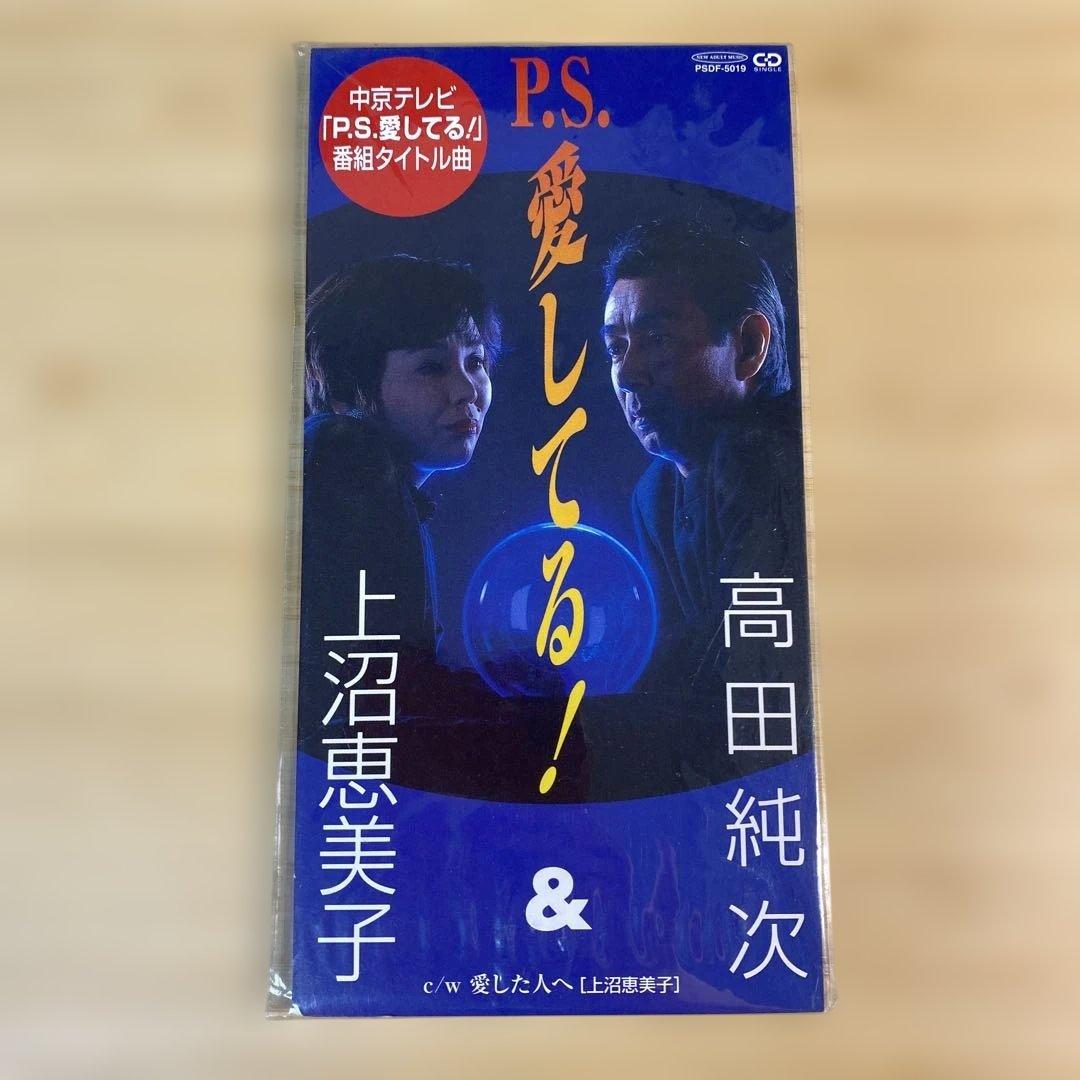 中京テレビ
「P.S.愛してる!」
番組タイトル曲
NEW ADULT MUSIC
PSDF-5019
CD
SINGLE
P.S.
愛してる!
高田純次
&
上沼恵美子
c/w 愛した人へ [上沼恵美子]